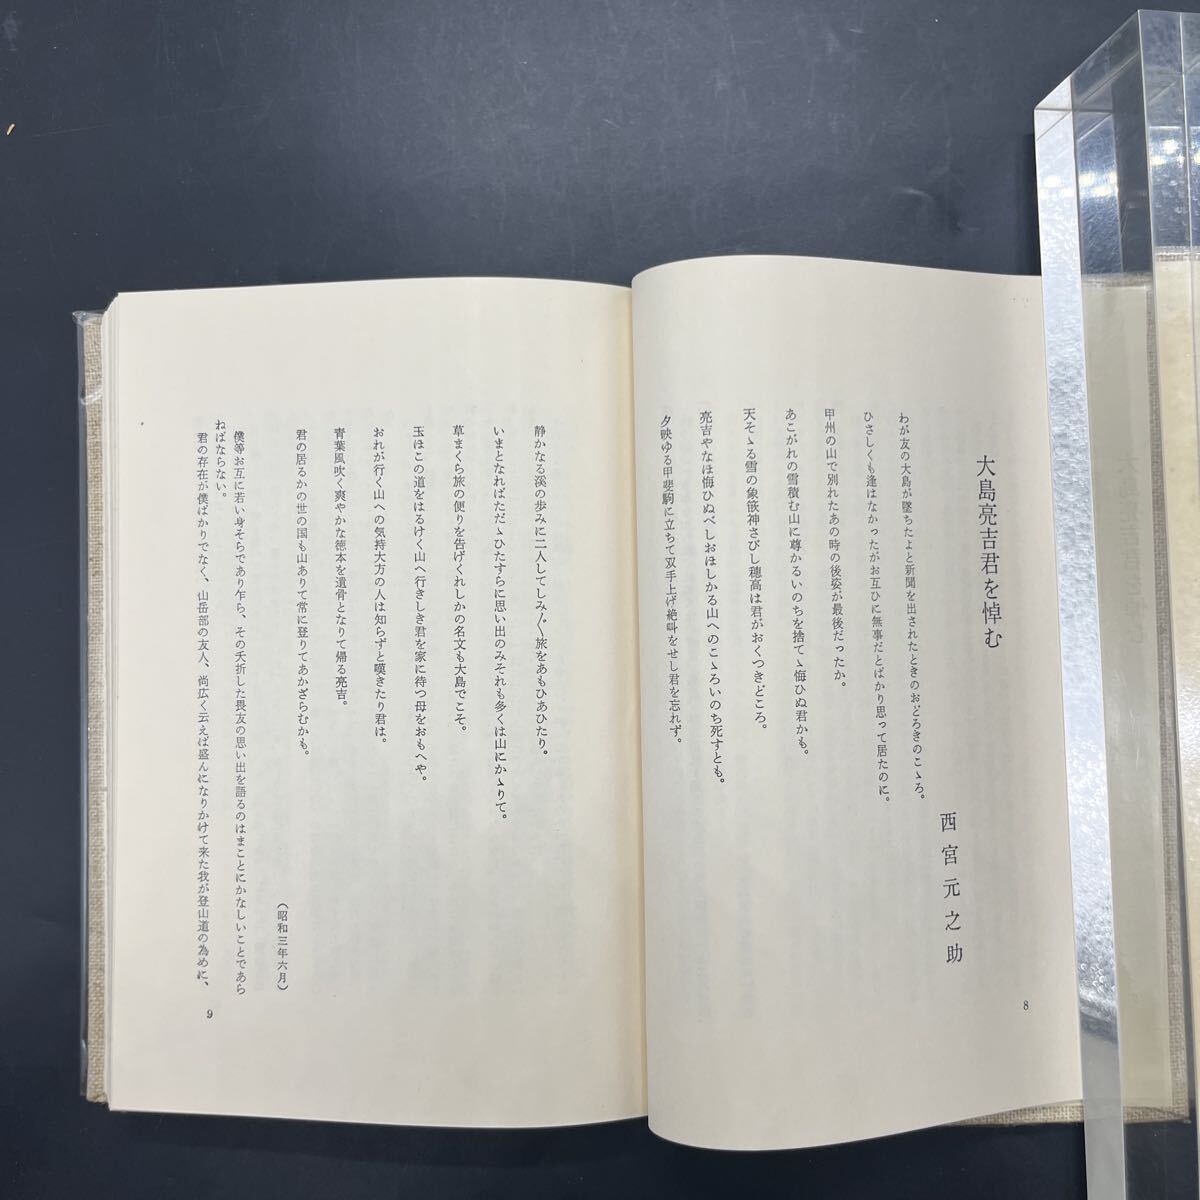 大島亮吉君を悼む
西宮元之助
わが友の大島が墜ちたよと新聞を出されたときのおどろきのこゝろ。
ひさしくも逢はなかったがお互ひに無事だとばかり思って居たのに。
甲州の山で別れたあの時の後姿が最後だったか。
あこがれの雪積む山に尊かるいのちを捨てゝ悔ひぬ君かも。
天そゝる雪の象嵌神さびし穂高は君がおくつきどころ。
亮吉やなほ悔ひぬべしおほしかる山へのこゝろいのち死すとも。
夕映ゆる甲斐駒に立ちて双手上げ絶叫をせし君を忘れず。
8
静かなる渓の歩みに二人してしみ〴〵旅をあもひあひたり。
いまとなればただゝひたすらに思い出のみそれも多くは山にかゝりて。
草まくら旅の便りを告げくれしかの名文も大島でこそ。
玉ほこの道をはるけく山へ行きしき君を家に待つ母をおもへや。
おれが行く山への気持大方の人は知らずと嘆きたり君は。
青葉風吹く爽やかな徳本を遺骨となりて帰る亮吉。
君の居るかの世の国も山ありて常に登りてあかざらむかも。
（昭和三年六月）
僕等お互に若い身そらであり乍ら、その夭折した畏友の思い出を語るのはまことにかなしいことであら
ねばならない。
君の存在が僕ばかりでなく、山岳部の友人、尚広く云えば盛んになりかけて来た我が登山道の為めに、
9